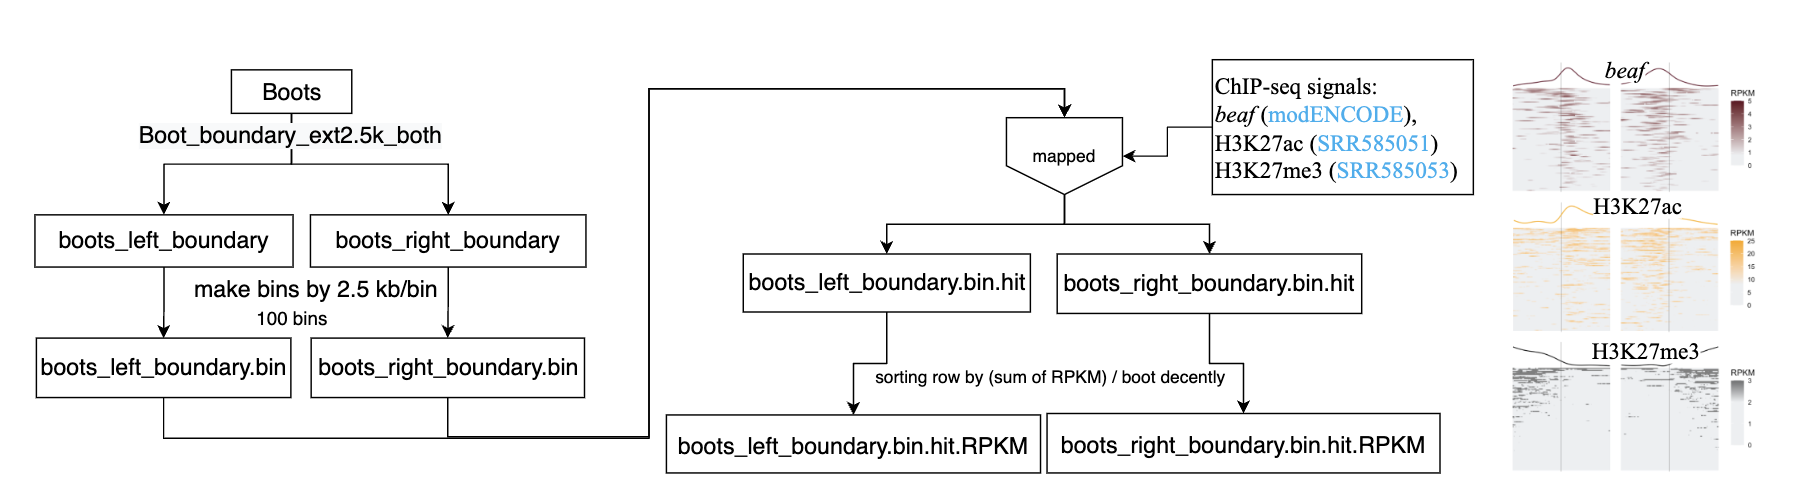 Boots
Boot_boundary_ext2.5k_both
boots_left_boundary
boots_right_boundary
make bins by 2.5 kb/bin
100 bins
boots_left_boundary.bin
boots_right_boundary.bin
mapped
ChIP-seq signals:
beaf (modENCODE),
H3K27ac (SRR585051)
H3K27me3 (SRR585053)
boots_left_boundary.bin.hit
boots_right_boundary.bin.hit
sorting row by (sum of RPKM) / boot decently
boots_left_boundary.bin.hit.RPKM
boots_right_boundary.bin.hit.RPKM
beaf
RPKM
5
4
3
2
1
0
H3K27ac
RPKM
25
20
15
10
5
0
H3K27me3
RPKM
3
2
1
0